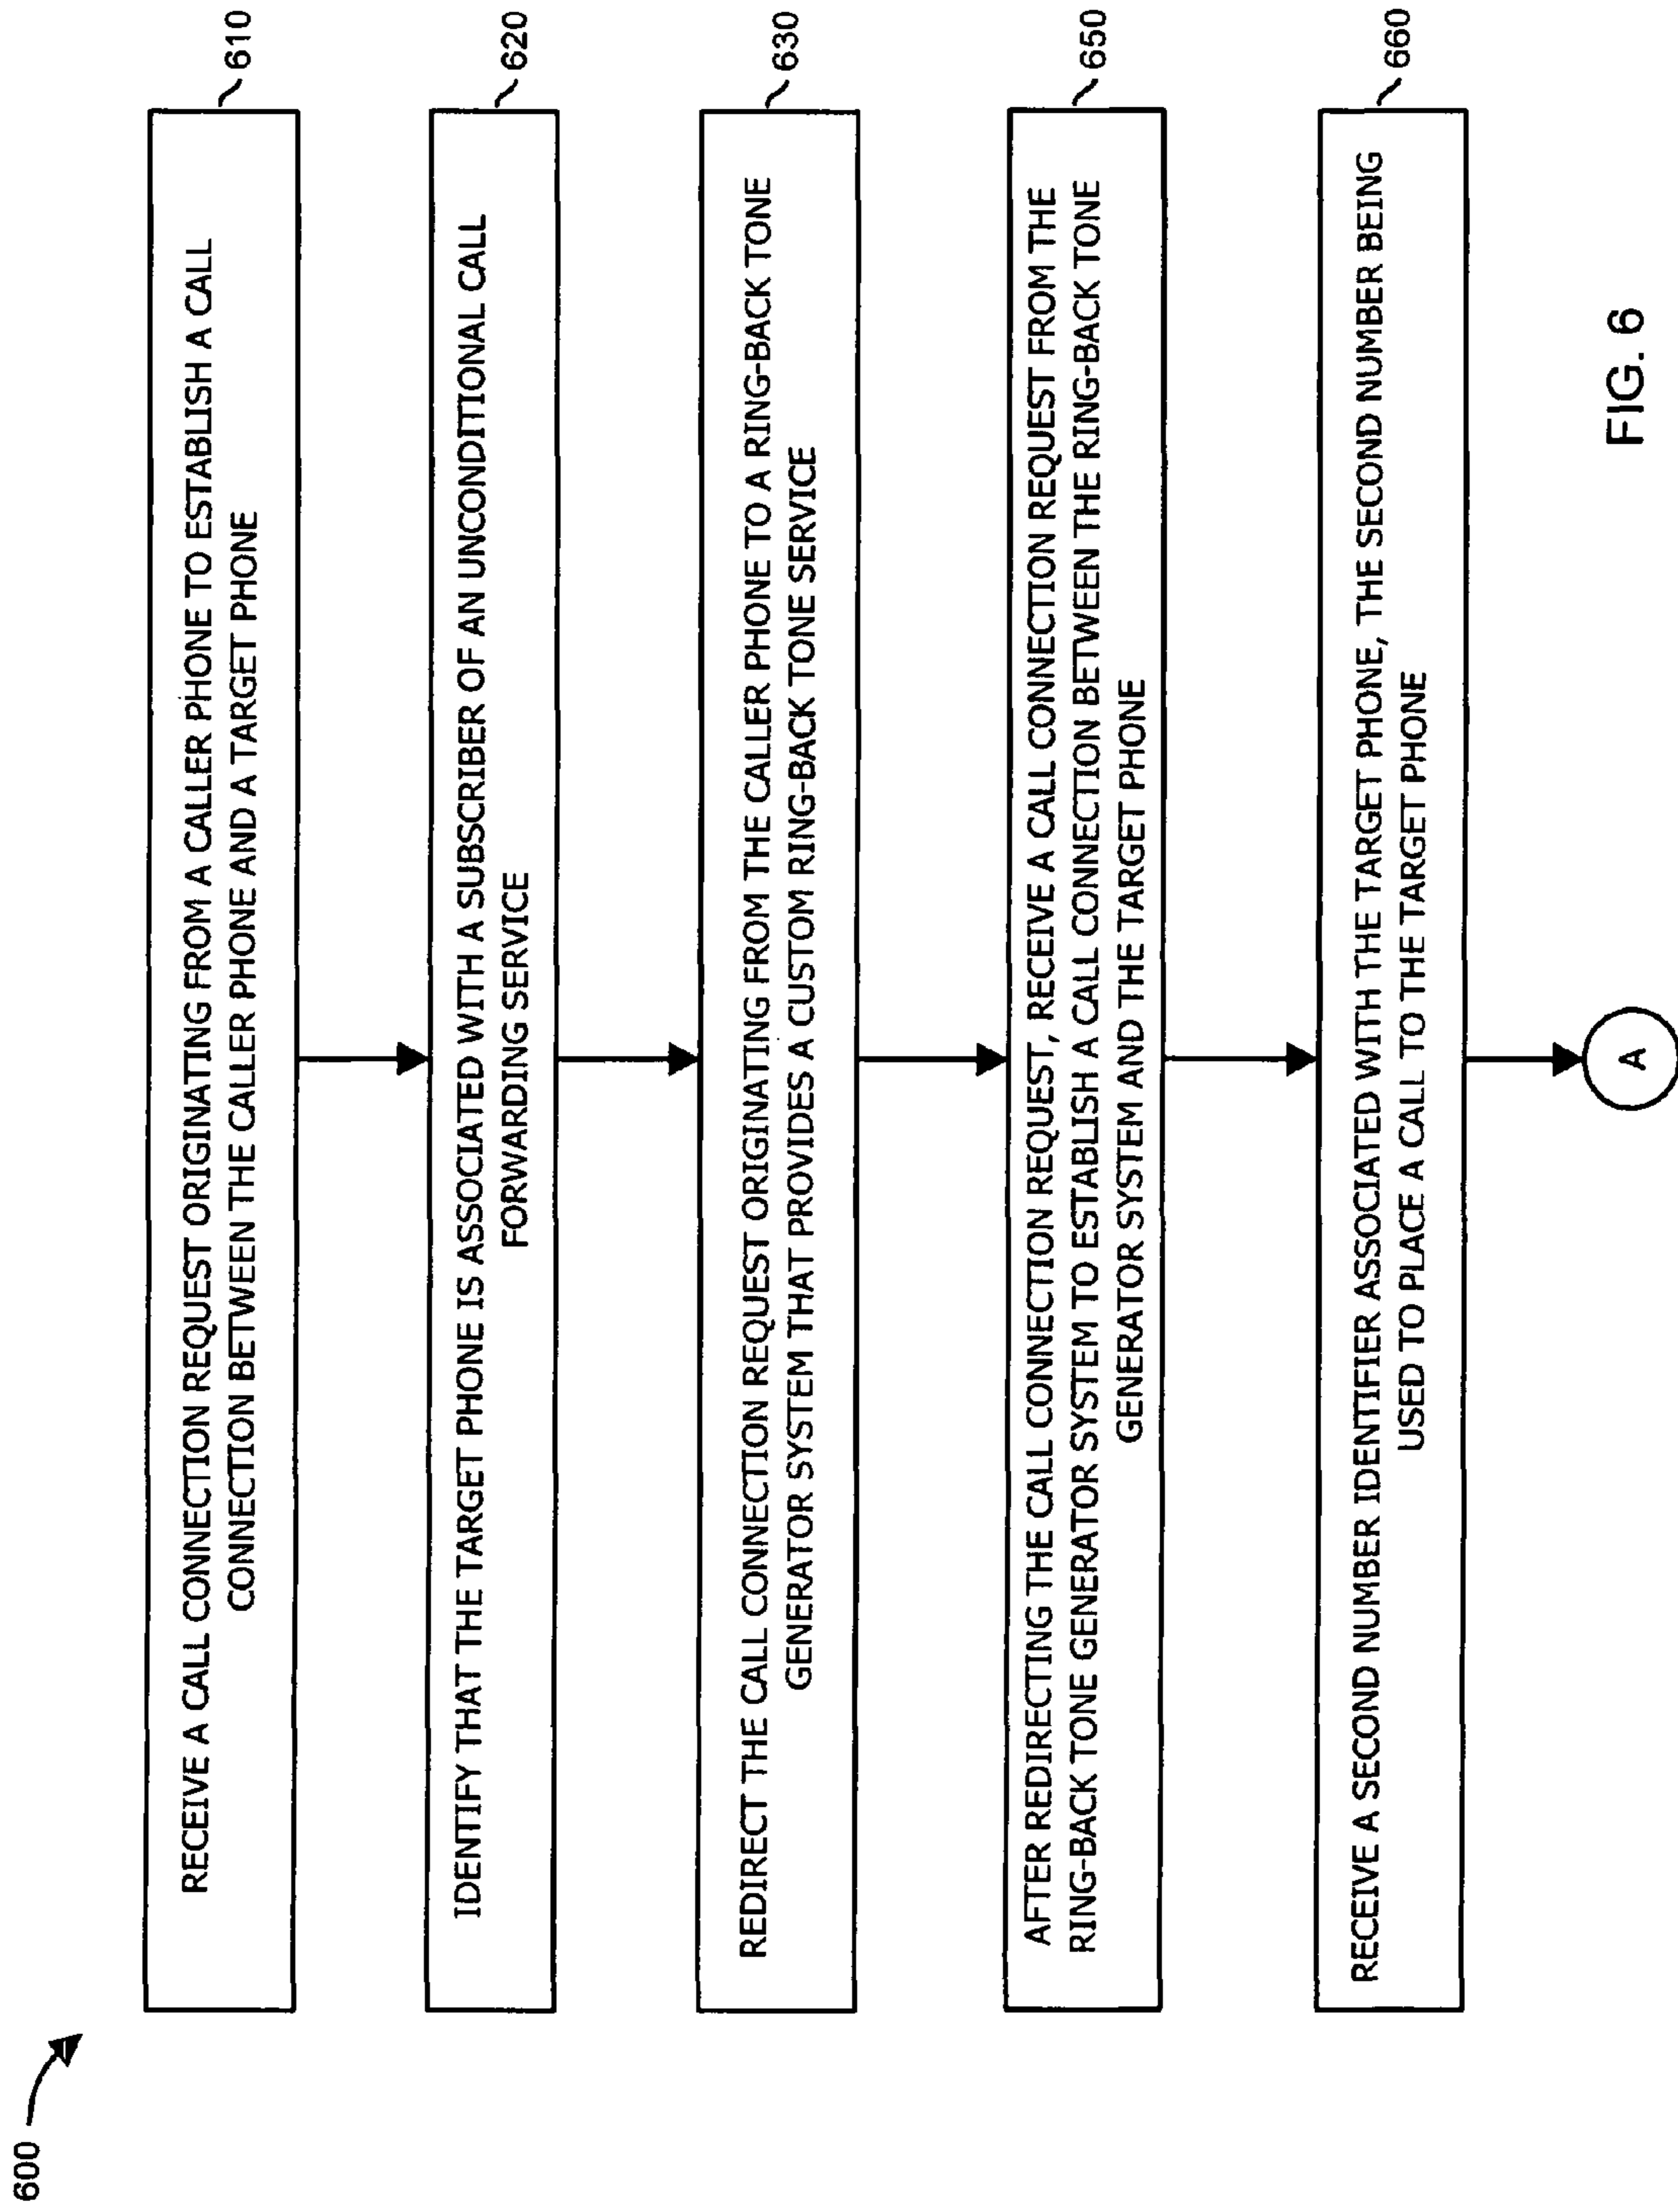 600
RECEIVE A CALL CONNECTION REQUEST ORIGINATING FROM A CALLER PHONE TO ESTABLISH A CALL
CONNECTION BETWEEN THE CALLER PHONE AND A TARGET PHONE
610
IDENTIFY THAT THE TARGET PHONE IS ASSOCIATED WITH A SUBSCRIBER OF AN UNCONDITIONAL CALL
FORWARDING SERVICE
620
REDIRECT THE CALL CONNECTION REQUEST ORIGINATING FROM THE CALLER PHONE TO A RING-BACK TONE
GENERATOR SYSTEM THAT PROVIDES A CUSTOM RING-BACK TONE SERVICE
630
AFTER REDIRECTING THE CALL CONNECTION REQUEST, RECEIVE A CALL CONNECTION REQUEST FROM THE
RING-BACK TONE GENERATOR SYSTEM TO ESTABLISH A CALL CONNECTION BETWEEN THE RING-BACK TONE
GENERATOR SYSTEM AND THE TARGET PHONE
650
RECEIVE A SECOND NUMBER IDENTIFIER ASSOCIATED WITH THE TARGET PHONE, THE SECOND NUMBER BEING
USED TO PLACE A CALL TO THE TARGET PHONE
660
A
FIG. 6